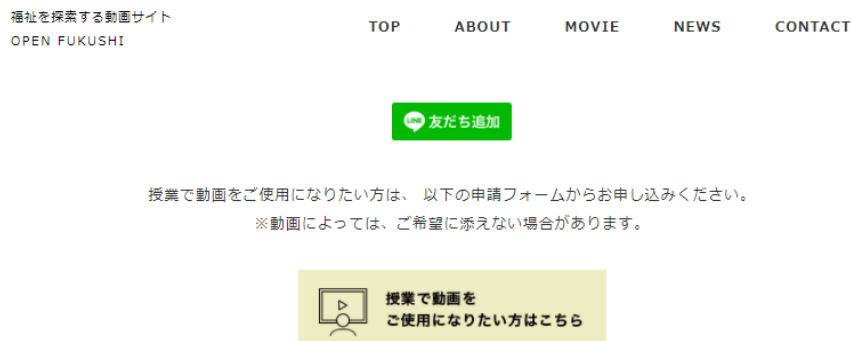 福祉を探索する動画サイト
OPEN FUKUSHI
TOP ABOUT MOVIE NEWS CONTACT
LINE 友だち追加
授業で動画をご使用になりたい方は、 以下の申請フォームからお申し込みください。
※動画によっては、ご希望に添えない場合があります。
授業で動画を
ご使用になりたい方はこちら